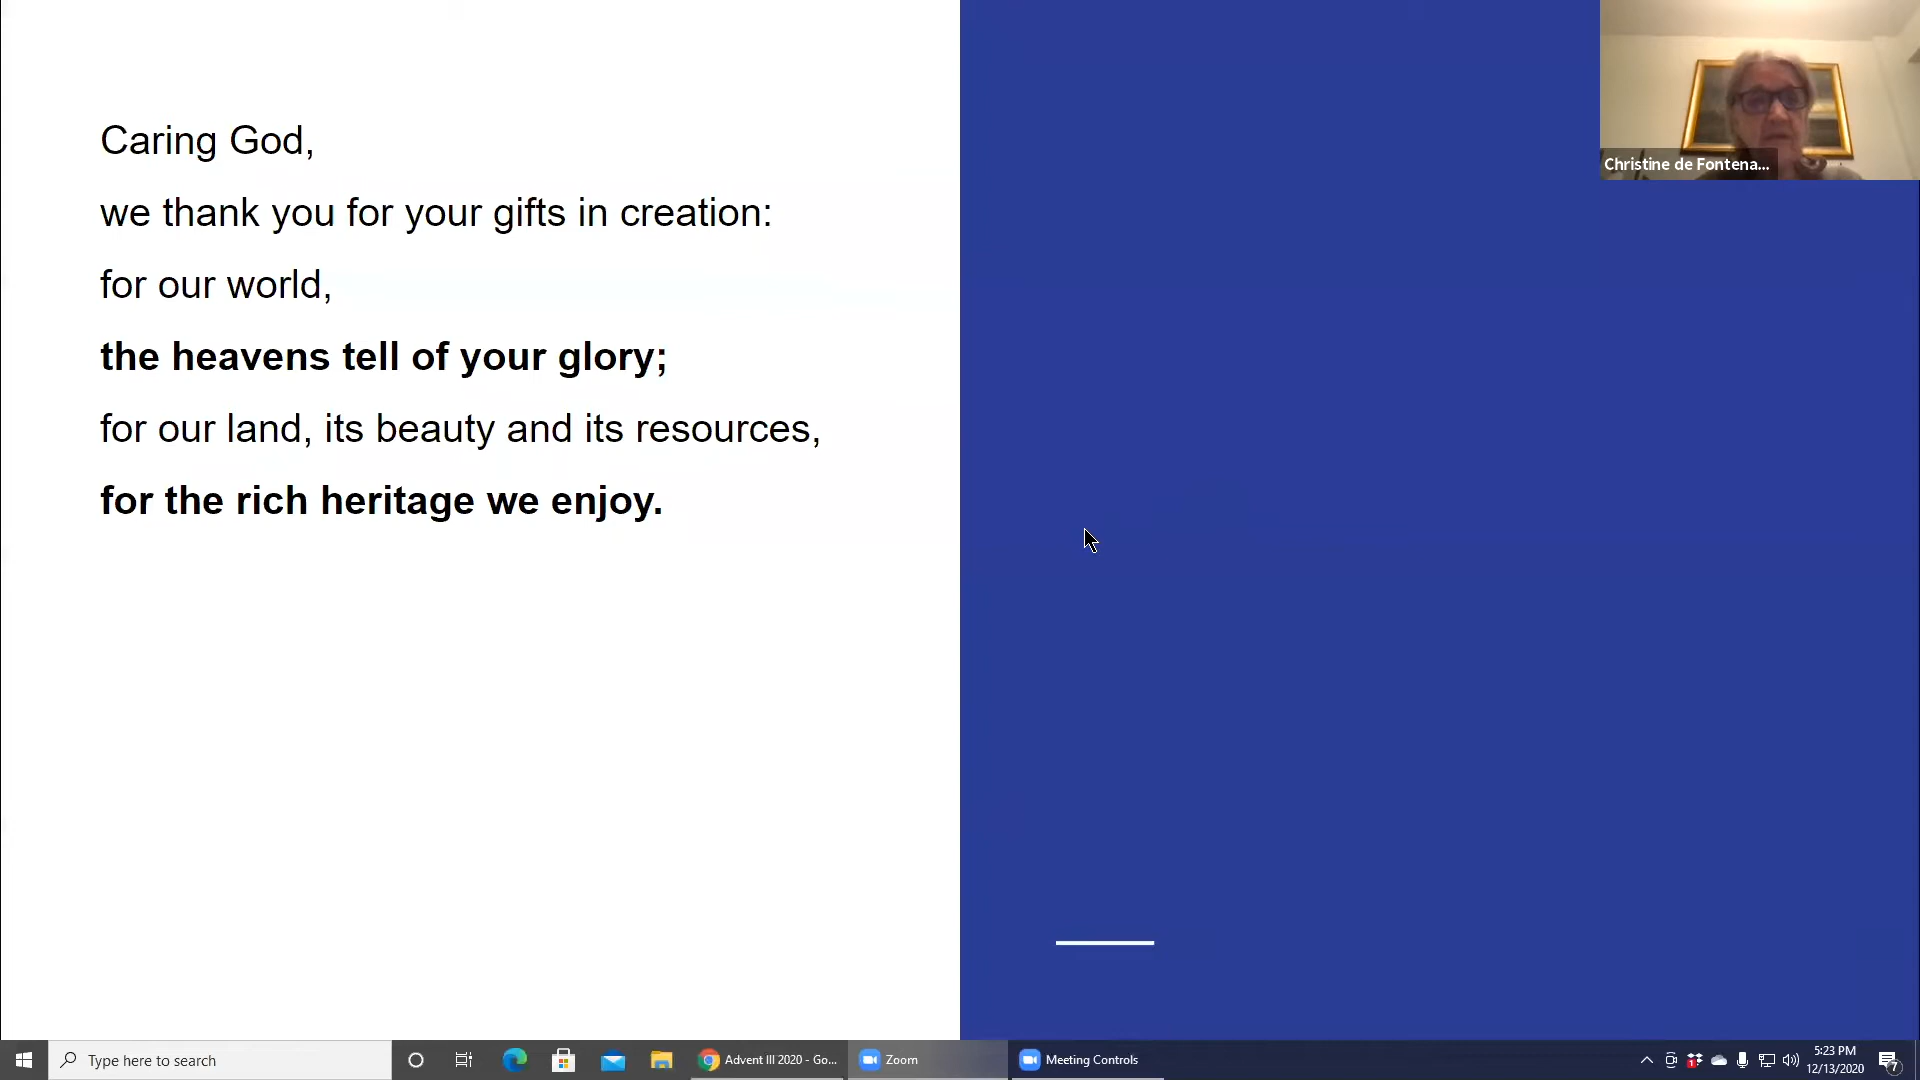 Caring God,
we thank you for your gifts in creation:
for our world,
the heavens tell of your glory;
for our land, its beauty and its resources,
for the rich heritage we enjoy.
Christine de Fontena...
Type here to search
Advent III 2020 - Go...
Zoom
Meeting Controls
1
5:23 PM
12/13/2020
7